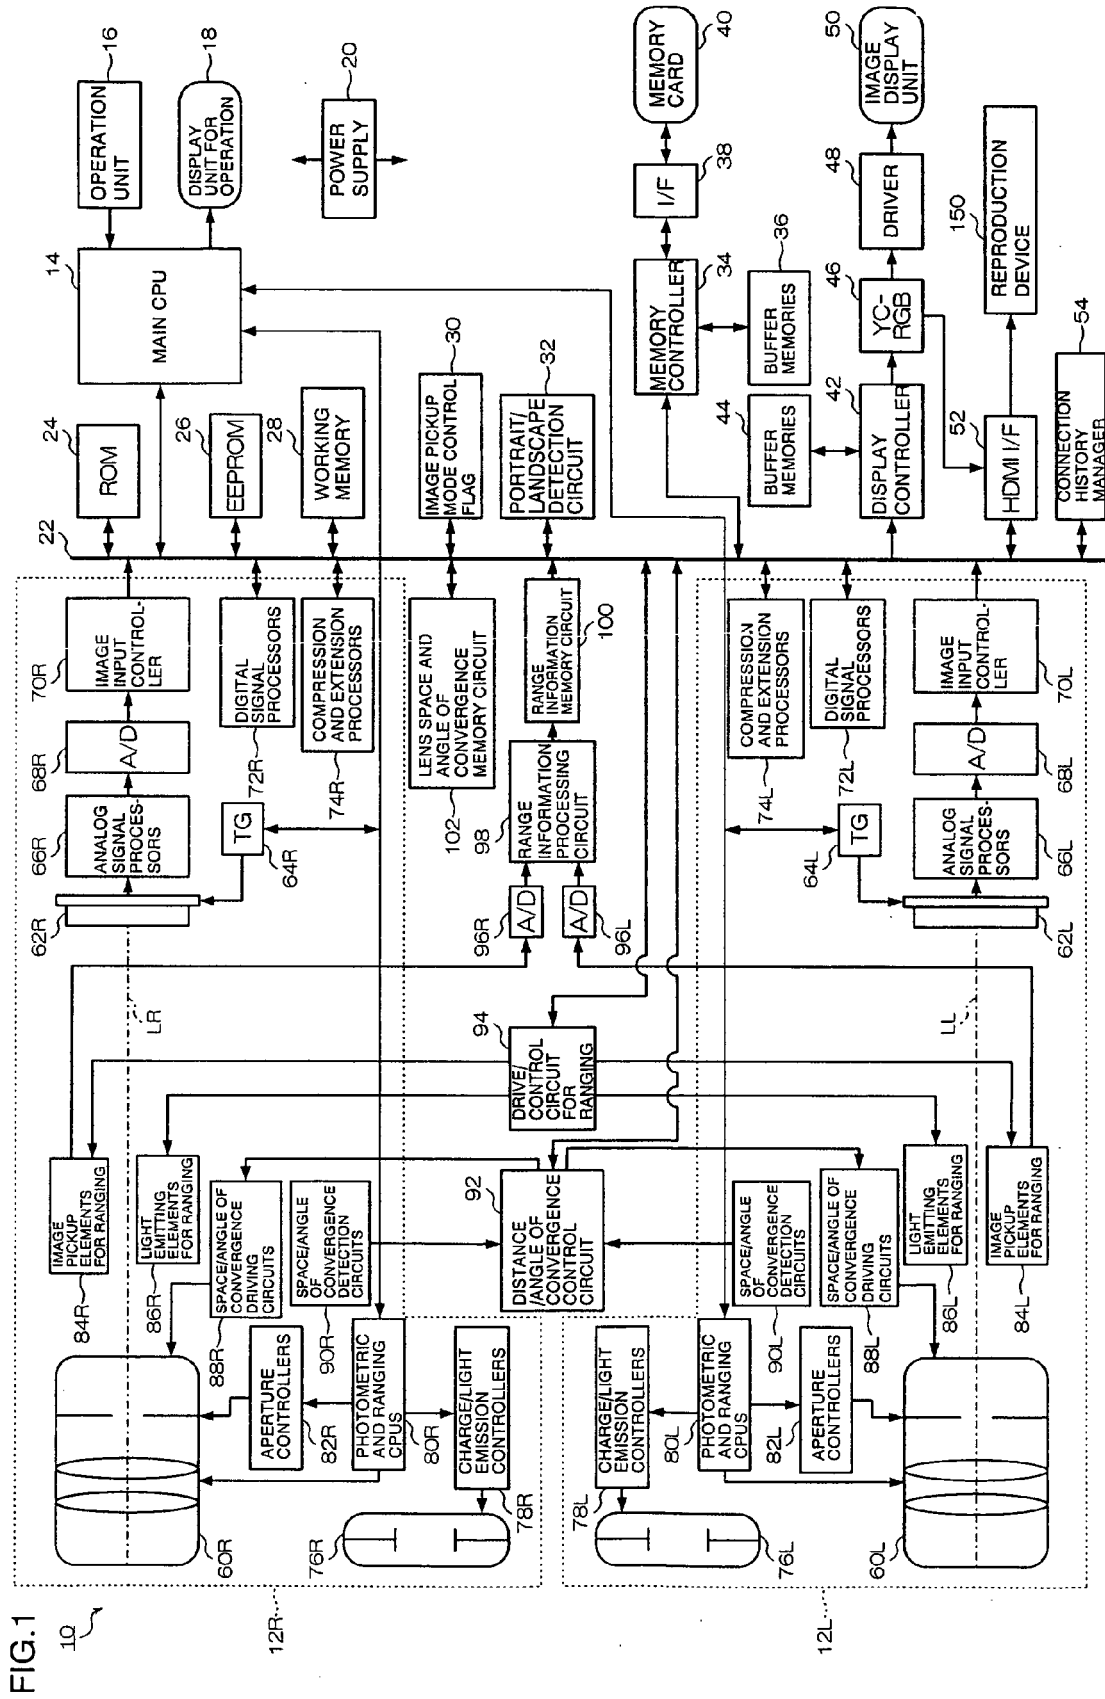 FIG.1
10
12R
60R
76R
78R
CHARGE/LIGHT
EMISSION
CONTROLLERS
80R
PHOTOMETRIC
AND RANGING
CPUS
82R
APERTURE
CONTROLLERS
84R
IMAGE
PICKUP
ELEMENTS
FOR RANGING
86R
LIGHT
EMITTING
ELEMENTS
FOR RANGING
88R
SPACE/ANGLE OF
CONVERGENCE
DRIVING
CIRCUITS
90R
SPACE/ANGLE
OF
CONVERGENCE
DETECTION
CIRCUITS
LR
62R
64R
TG
66R
ANALOG
SIGNAL
PROCES-
SORS
68R
A/D
70R
IMAGE
INPUT
CONTROL-
LER
72R
DIGITAL
SIGNAL
PROCESSORS
74R
COMPRESSION
AND EXTENSION
PROCESSORS
92
DISTANCE
/ANGLE OF
CONVERGENCE
CONTROL
CIRCUIT
94
DRIVE/
CONTROL
CIRCUIT
FOR
RANGING
96R
A/D
96L
A/D
98
RANGE
INFORMATION
PROCESSING
CIRCUIT
100
RANGE
INFORMATION
MEMORY CIRCUIT
102
LENS SPACE AND
ANGLE OF
CONVERGENCE
MEMORY CIRCUIT
22
24
ROM
26
EEPROM
28
WORKING
MEMORY
30
IMAGE PICKUP
MODE CONTROL
FLAG
32
PORTRAIT/
LANDSCAPE
DETECTION
CIRCUIT
14
MAIN CPU
16
OPERATION
UNIT
18
DISPLAY
UNIT FOR
OPERATION
20
POWER
SUPPLY
34
MEMORY
CONTROLLER
36
BUFFER
MEMORIES
38
I/F
40
MEMORY
CARD
42
DISPLAY
CONTROLLER
44
BUFFER
MEMORIES
46
YC-
RGB
48
DRIVER
50
IMAGE
DISPLAY
UNIT
52
HDMI I/F
150
REPRODUCTION
DEVICE
54
CONNECTION
HISTORY
MANAGER
12L
60L
76L
78L
CHARGE/LIGHT
EMISSION
CONTROLLERS
80L
PHOTOMETRIC
AND RANGING
CPUS
82L
APERTURE
CONTROLLERS
84L
IMAGE PICKUP
ELEMENTS
FOR RANGING
86L
LIGHT
EMITTING
ELEMENTS
FOR RANGING
88L
SPACE/ANGLE OF
CONVERGENCE
DRIVING
CIRCUITS
90L
SPACE/ANGLE
OF
CONVERGENCE
DETECTION
CIRCUITS
LL
62L
64L
TG
66L
ANALOG
SIGNAL
PROCES-
SORS
68L
A/D
70L
IMAGE
INPUT
CONTROL-
LER
72L
DIGITAL
SIGNAL
PROCESSORS
74L
COMPRESSION
AND EXTENSION
PROCESSORS